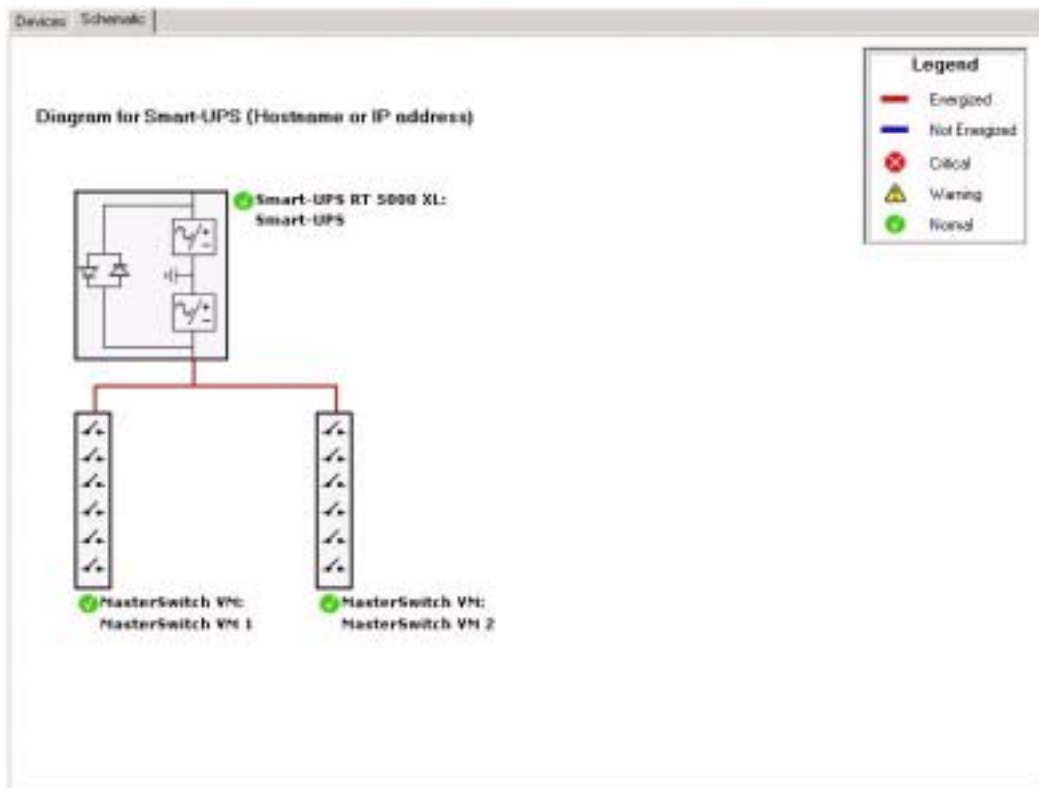 Devices Schematic
Legend
Energized
Not Energized
Critical
Warning
Normal
Diagram for Smart-UPS (Hostname or IP address)
Smart-UPS RT 5000 XL:
Smart-UPS
MasterSwitch VM:
MasterSwitch VM 1
MasterSwitch VM:
MasterSwitch VM 2